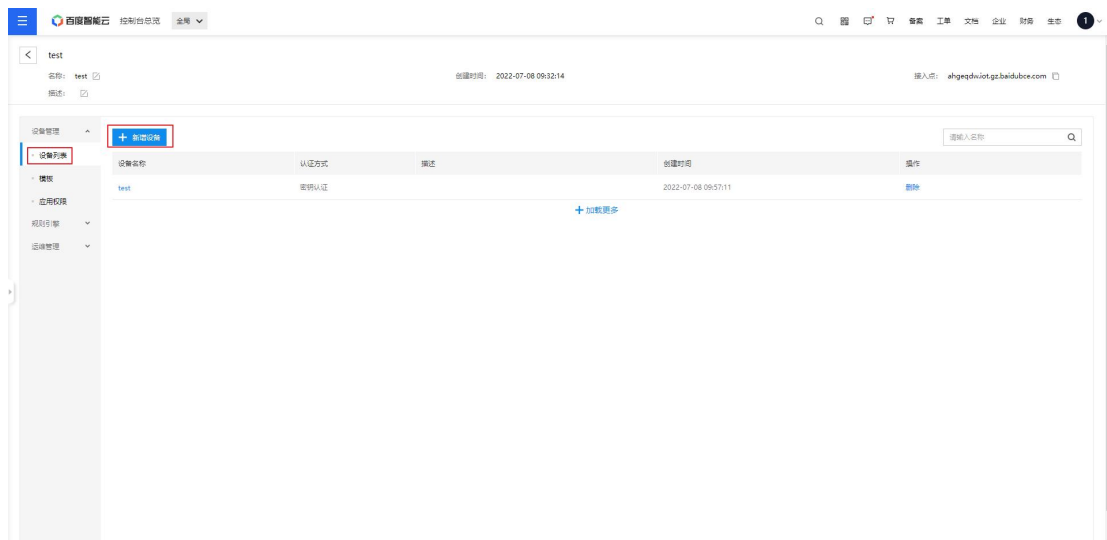 百度智能云 控制台总览 全局 备案 工单 文档 企业 财务 生态 1
test
名称： test 创建时间： 2022-07-08 09:32:14 接入点： ahgeqdw.iot.gz.baidubce.com
描述：
设备管理
新增设备 请输入名称
设备列表
设备名称 认证方式 描述 创建时间 操作
模板
test 密钥认证 2022-07-08 09:57:11 删除
应用权限
加载更多
规则引擎
运维管理